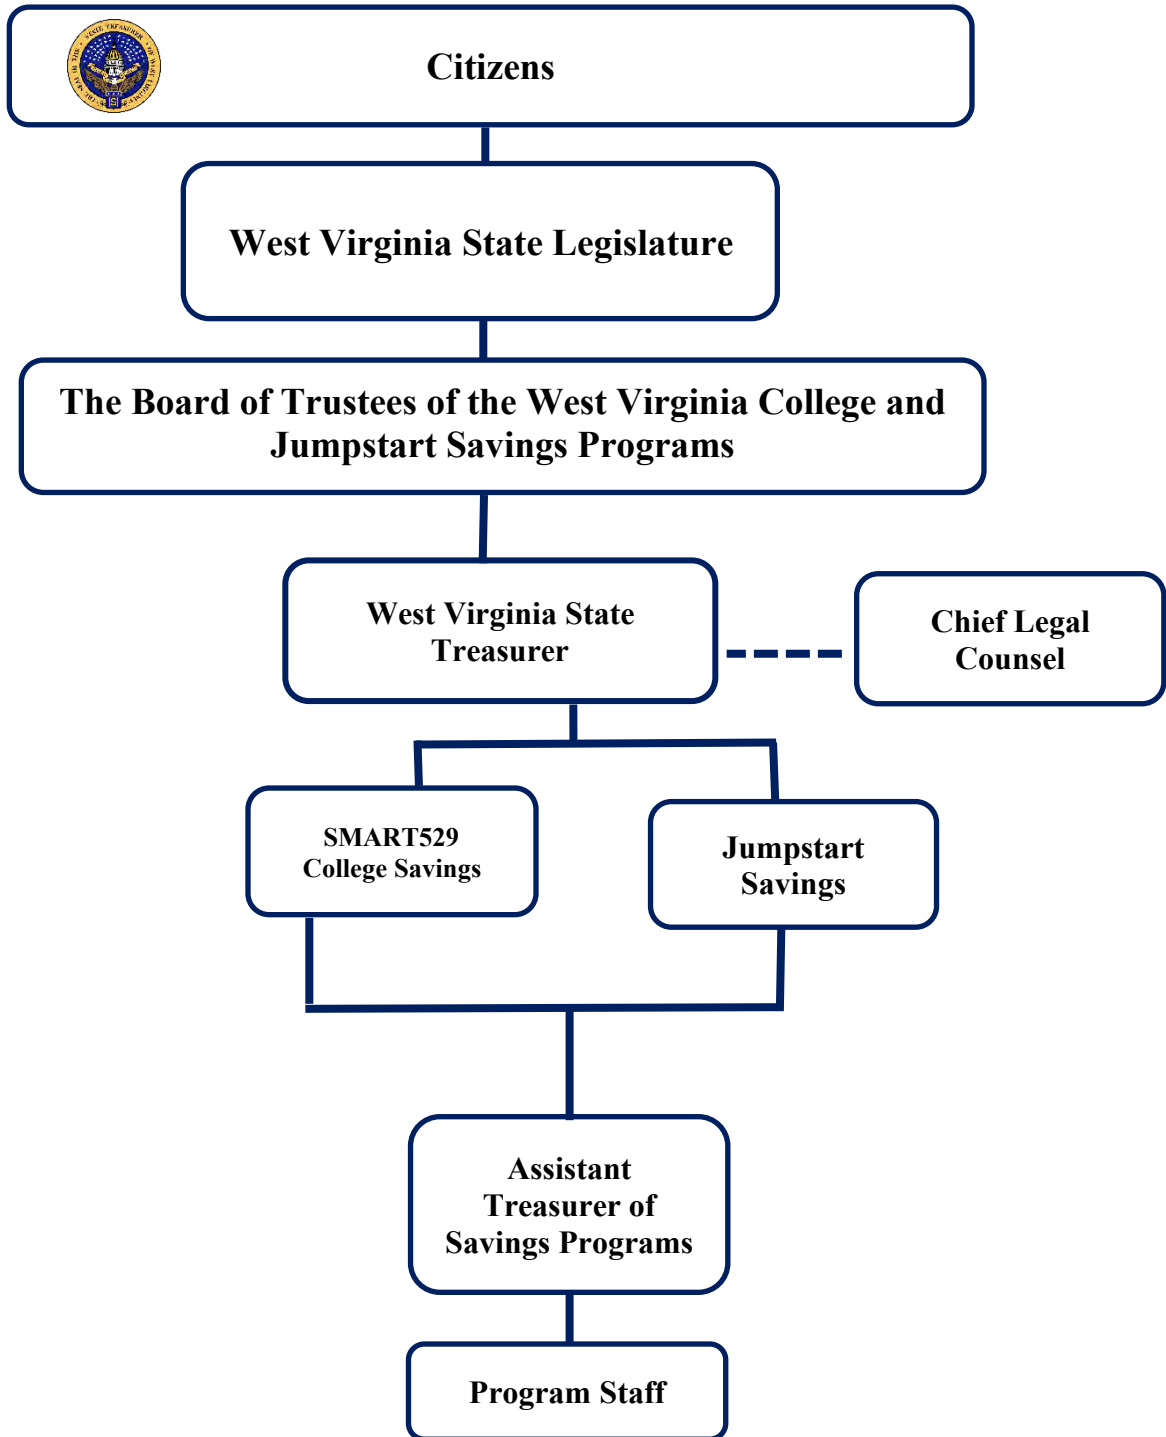 Citizens
West Virginia State Legislature
The Board of Trustees of the West Virginia College and
Jumpstart Savings Programs
West Virginia State
Treasurer
Chief Legal
Counsel
SMART529
College Savings
Jumpstart
Savings
Assistant
Treasurer of
Savings Programs
Program Staff